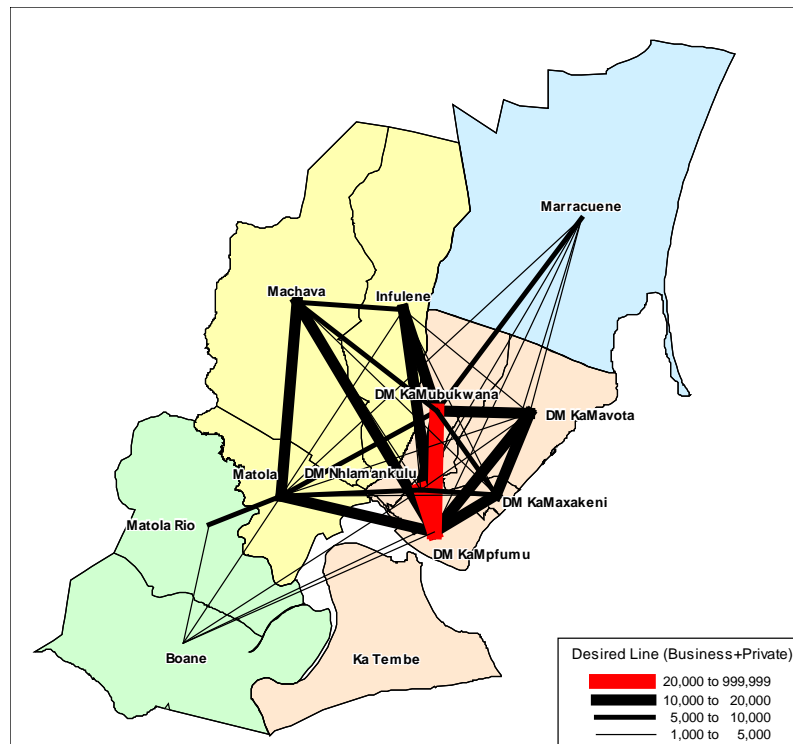 Marracuene
Machava
Infulene
DM KaMubukwana
DM KaMavota
DM Nhlamankulu
Matola
DM KaMaxakeni
Matola Rio
DM KaMpfumu
Boane
Ka Tembe
Desired Line (Business+Private)
20,000 to 999,999
10,000 to 20,000
5,000 to 10,000
1,000 to 5,000